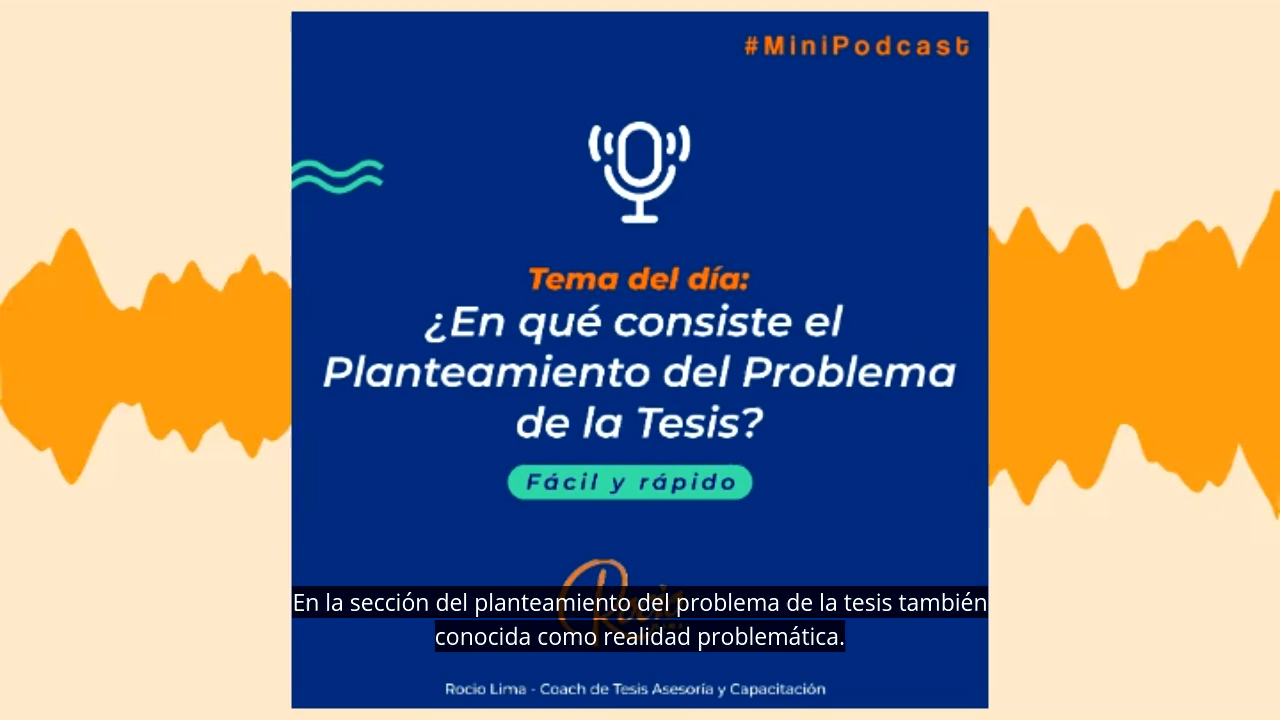 #MiniPodcast
Tema del día:
¿En qué consiste el
Planteamiento del Problema
de la Tesis?
Fácil y rápido
En la sección del planteamiento del problema de la tesis también
conocida como realidad problemática.
Rocio Lima - Coach de Tesis Asesoría y Capacitación